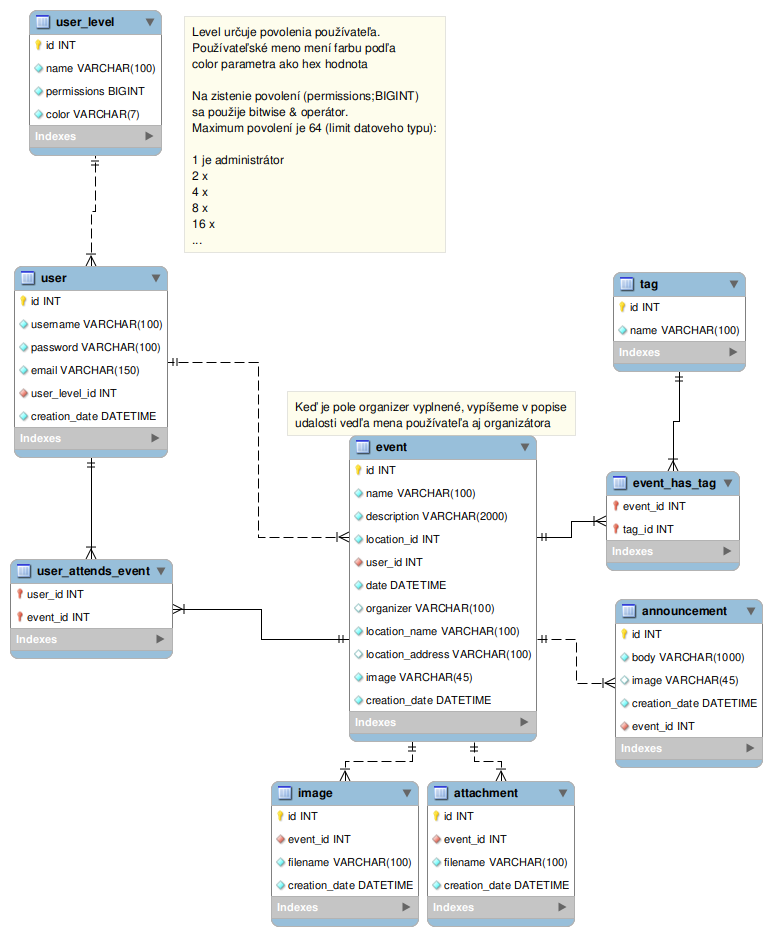 user_level
id INT
name VARCHAR(100)
permissions BIGINT
color VARCHAR(7)
Indexes
Level určuje povolenia používateľa.
Používateľské meno mení farbu podľa
color parametra ako hex hodnota
Na zistenie povolení (permissions;BIGINT)
sa použije bitwise & operátor.
Maximum povolení je 64 (limit datoveho typu):
1 je administrátor
2 x
4 x
8 x
16 x
...
user
id INT
username VARCHAR(100)
password VARCHAR(100)
email VARCHAR(150)
user_level_id INT
creation_date DATETIME
Indexes
tag
id INT
name VARCHAR(100)
Indexes
Keď je pole organizer vyplnené, vypíšeme v popise
udalosti vedľa mena používateľa aj organizátora
event
id INT
name VARCHAR(100)
description VARCHAR(2000)
location_id INT
user_id INT
date DATETIME
organizer VARCHAR(100)
location_name VARCHAR(100)
location_address VARCHAR(100)
image VARCHAR(45)
creation_date DATETIME
Indexes
event_has_tag
event_id INT
tag_id INT
Indexes
user_attends_event
user_id INT
event_id INT
Indexes
announcement
id INT
body VARCHAR(1000)
image VARCHAR(45)
creation_date DATETIME
event_id INT
Indexes
image
id INT
event_id INT
filename VARCHAR(100)
creation_date DATETIME
Indexes
attachment
id INT
event_id INT
filename VARCHAR(100)
creation_date DATETIME
Indexes